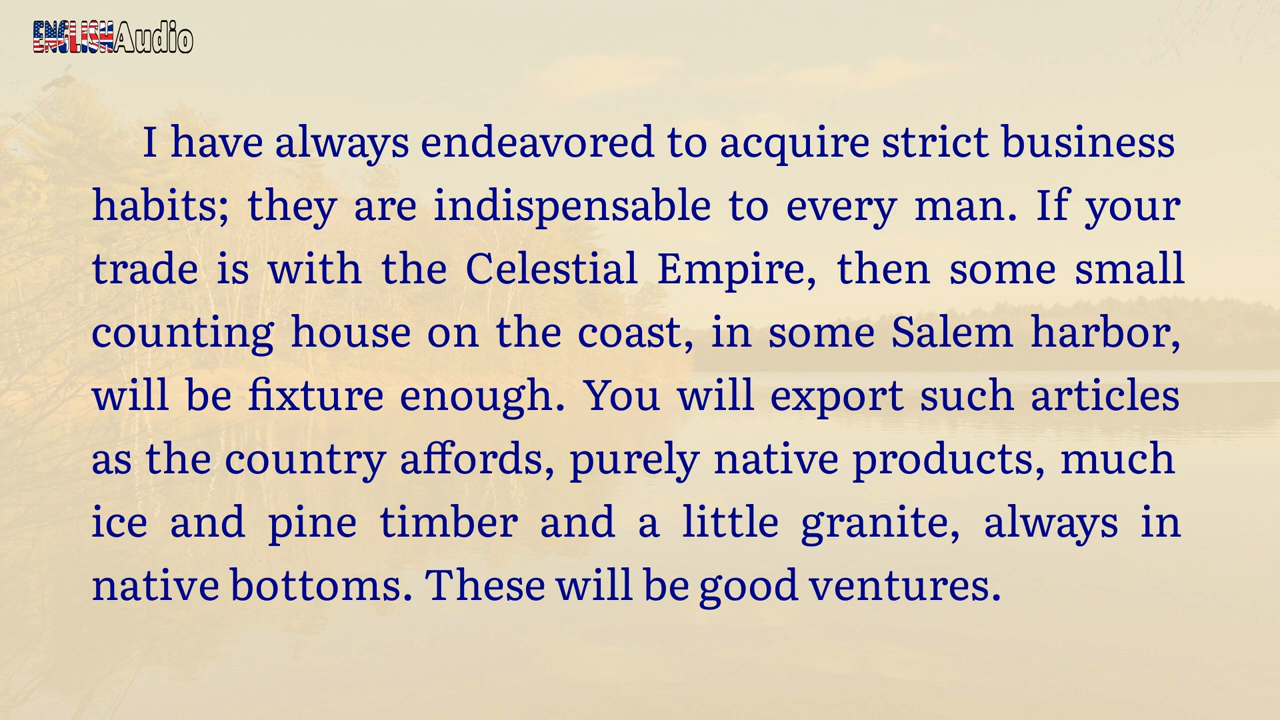 ENGLISHAudio
I have always endeavored to acquire strict business
habits; they are indispensable to every man. If your
trade is with the Celestial Empire, then some small
counting house on the coast, in some Salem harbor,
will be fixture enough. You will export such articles
as the country affords, purely native products, much
ice and pine timber and a little granite, always in
native bottoms. These will be good ventures.